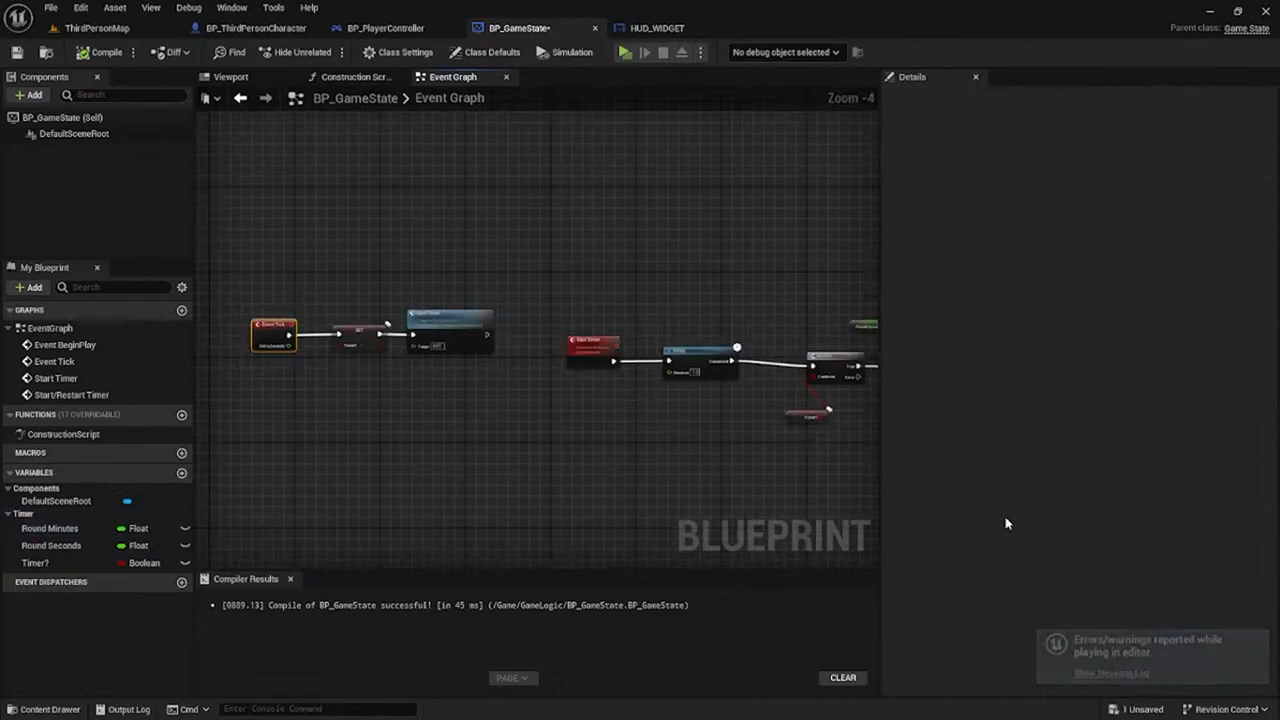 File Edit Asset View Debug Window Tools Help
ThirdPersonMap
BP_ThirdPersonCharacter
BP_PlayerController
BP_GameState*
HUD_WIDGET
Parent class: Game State
Compile
Diff
Find
Hide Unrelated
Class Settings
Class Defaults
Simulation
No debug object selected
Components
Viewport
Construction Scr...
Event Graph
Details
Add
Search
BP_GameState > Event Graph
Zoom -4
BP_GameState (Self)
DefaultSceneRoot
My Blueprint
Add
Search
GRAPHS
EventGraph
Event BeginPlay
Event Tick
Start Timer
Start/Restart Timer
FUNCTIONS (17 OVERRIDABLE)
ConstructionScript
MACROS
VARIABLES
Components
DefaultSceneRoot
Timer
Round Minutes Float
Round Seconds Float
Timer? Boolean
EVENT DISPATCHERS
Event Tick
SET
BLUEPRINT
Compiler Results
[0889.13] Compile of BP_GameState successful! [in 45 ms] (/Game/GameLogic/BP_GameState.BP_GameState)
Errors/warnings reported while
playing in editor.
Show Message Log
PAGE
CLEAR
Content Drawer
Output Log
Cmd
Enter Console Command
1 Unsaved
Revision Control